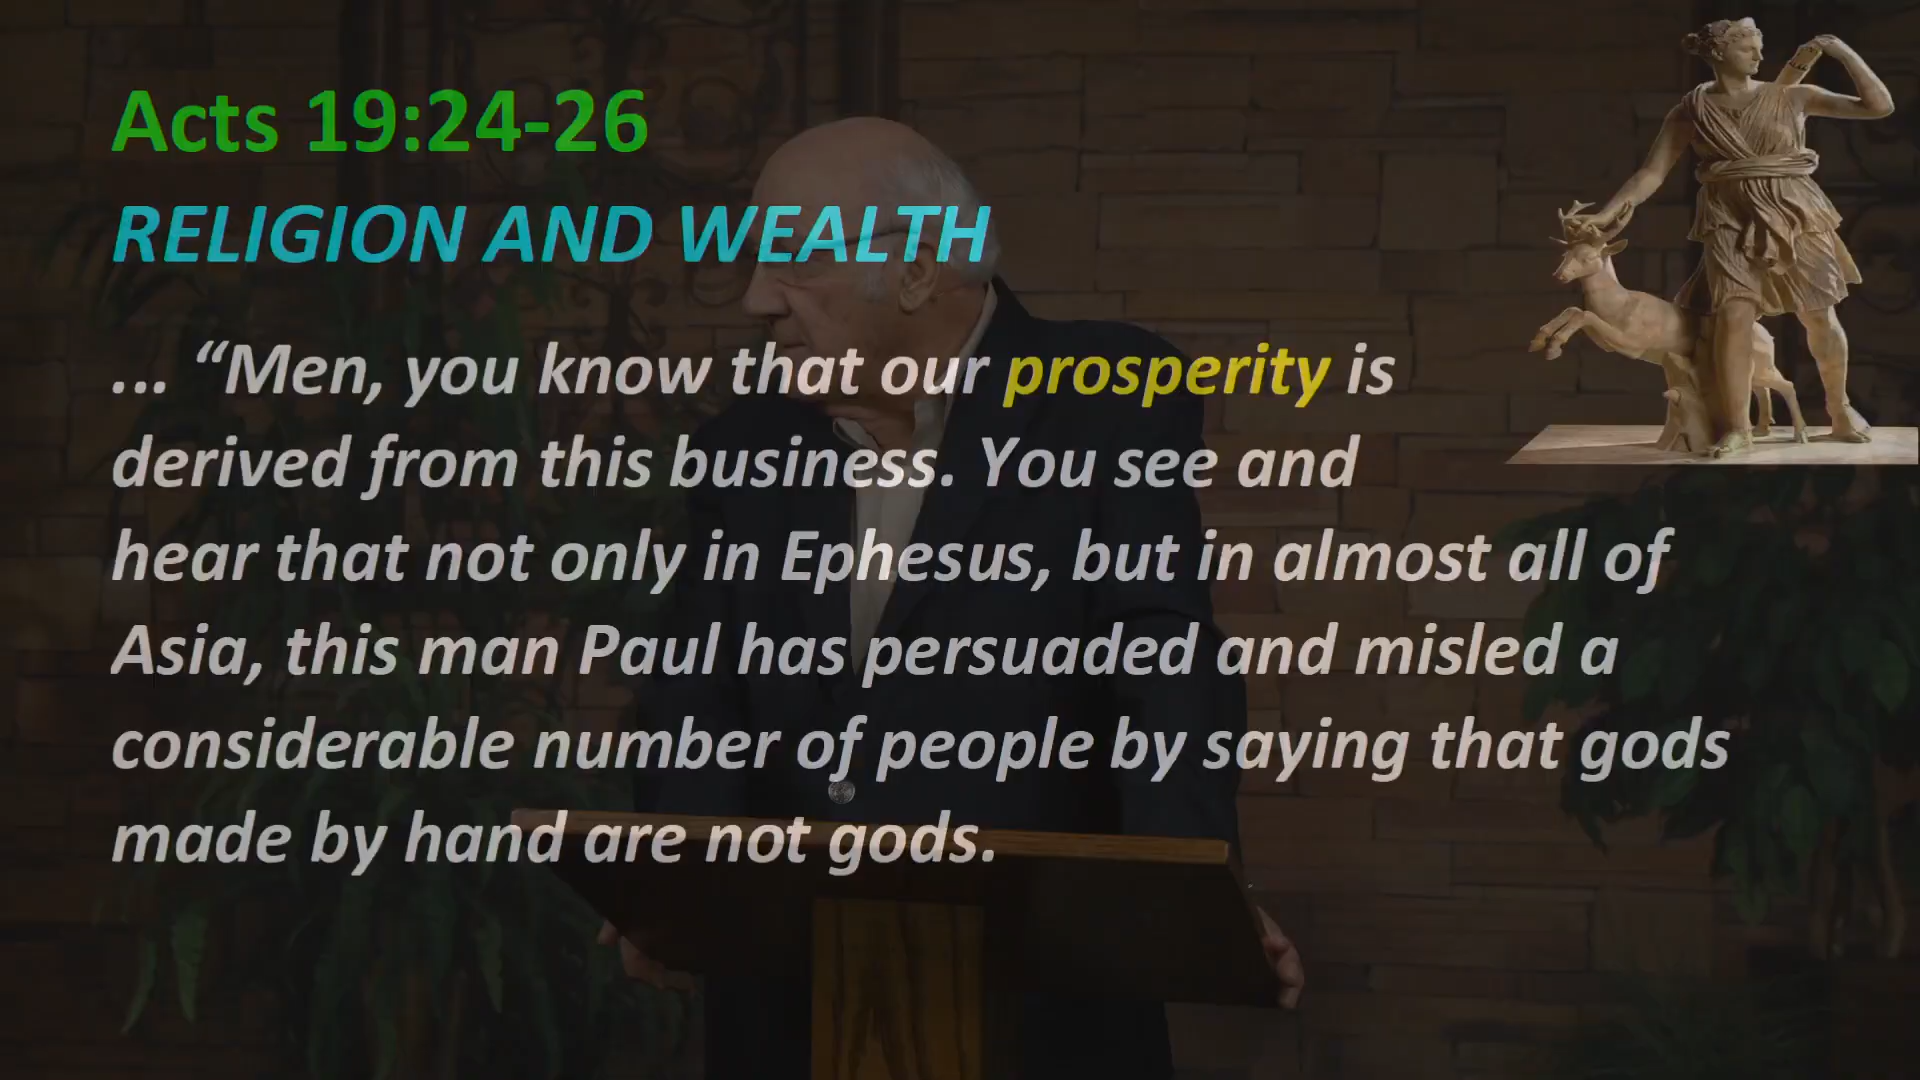 Acts 19:24-26
RELIGION AND WEALTH
... “Men, you know that our prosperity is
derived from this business. You see and
hear that not only in Ephesus, but in almost all of
Asia, this man Paul has persuaded and misled a
considerable number of people by saying that gods
made by hand are not gods.